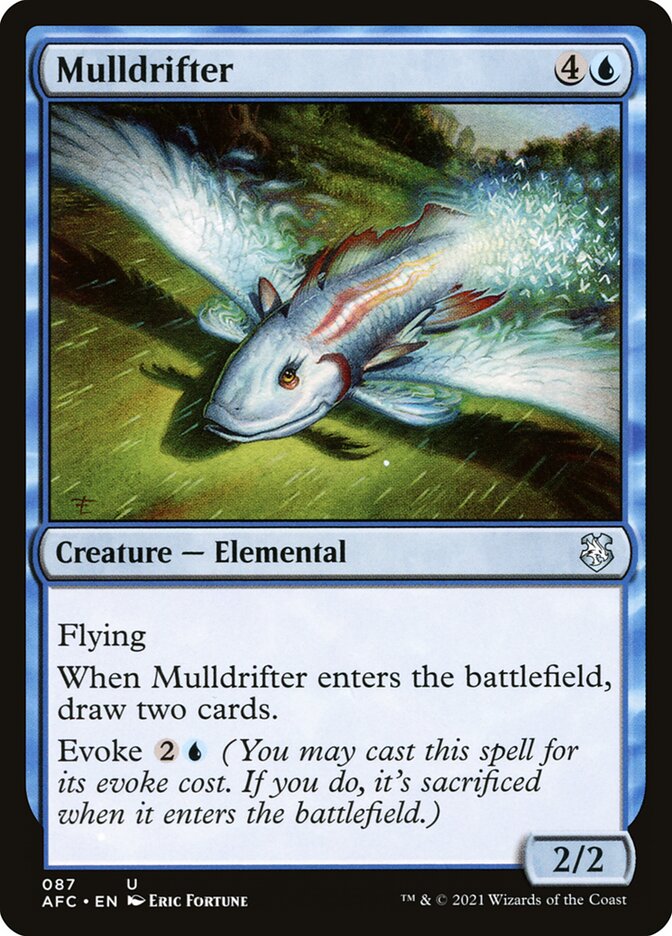 Mulldrifter 4
Creature — Elemental
Flying
When Mulldrifter enters the battlefield,
draw two cards.
Evoke 2 (You may cast this spell for
its evoke cost. If you do, it's sacrificed
when it enters the battlefield.)
2/2
087 U
AFC • EN Eric Fortune ™ & © 2021 Wizards of the Coast